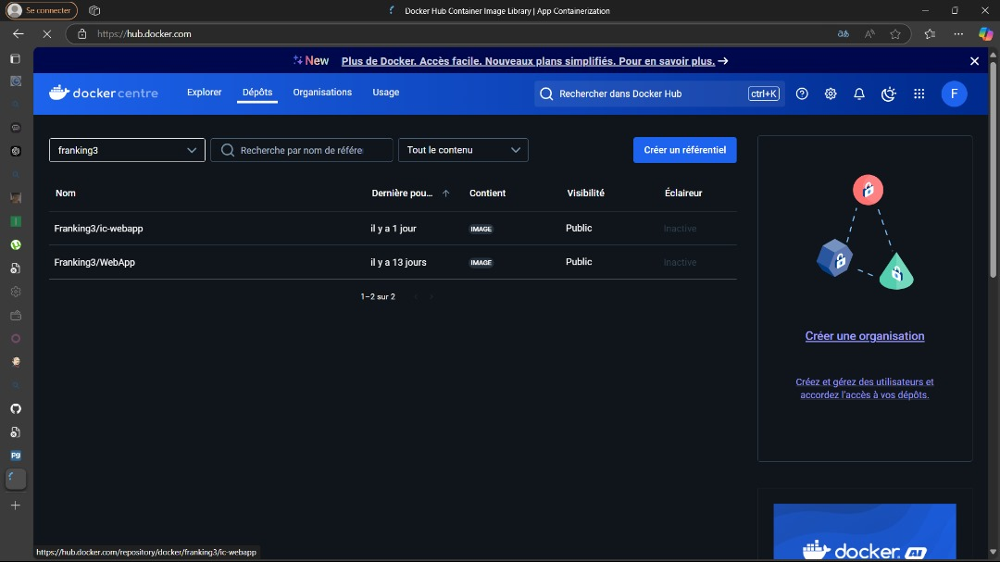 Se connecter
Docker Hub Container Image Library | App Containerization
https://hub.docker.com
New Plus de Docker. Accès facile. Nouveaux plans simplifiés. Pour en savoir plus. →
dockercentre
Explorer
Dépôts
Organisations
Usage
Rechercher dans Docker Hub
ctrl+K
F
franking3
Recherche par nom de référe
Tout le contenu
Créer un référentiel
Nom
Dernière pou...
Contient
Visibilité
Éclaireur
Franking3/ic-webapp
il y a 1 jour
IMAGE
Public
Inactive
Franking3/WebApp
il y a 13 jours
IMAGE
Public
Inactive
1–2 sur 2
Créer une organisation
Créez et gérez des utilisateurs et
accordez l'accès à vos dépôts.
docker. AI
https://hub.docker.com/repository/docker/franking3/ic-webapp